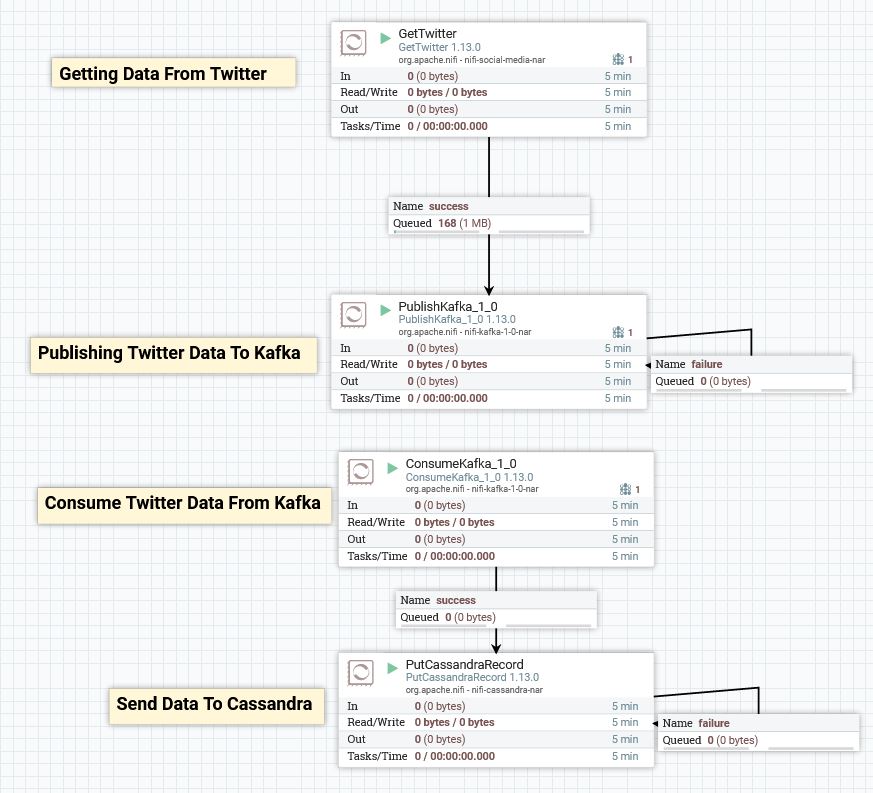 GetTwitter
GetTwitter 1.13.0
org.apache.nifi - nifi-social-media-nar
1
Getting Data From Twitter
In 0 (0 bytes) 5 min
Read/Write 0 bytes / 0 bytes 5 min
Out 0 (0 bytes) 5 min
Tasks/Time 0 / 00:00:00.000 5 min
Name success
Queued 168 (1 MB)
PublishKafka_1_0
PublishKafka_1_0 1.13.0
org.apache.nifi - nifi-kafka-1-0-nar
1
Publishing Twitter Data To Kafka
In 0 (0 bytes) 5 min
Read/Write 0 bytes / 0 bytes 5 min
Out 0 (0 bytes) 5 min
Tasks/Time 0 / 00:00:00.000 5 min
Name failure
Queued 0 (0 bytes)
ConsumeKafka_1_0
ConsumeKafka_1_0 1.13.0
org.apache.nifi - nifi-kafka-1-0-nar
1
Consume Twitter Data From Kafka
In 0 (0 bytes) 5 min
Read/Write 0 bytes / 0 bytes 5 min
Out 0 (0 bytes) 5 min
Tasks/Time 0 / 00:00:00.000 5 min
Name success
Queued 0 (0 bytes)
PutCassandraRecord
PutCassandraRecord 1.13.0
org.apache.nifi - nifi-cassandra-nar
Send Data To Cassandra
In 0 (0 bytes) 5 min
Read/Write 0 bytes / 0 bytes 5 min
Out 0 (0 bytes) 5 min
Tasks/Time 0 / 00:00:00.000 5 min
Name failure
Queued 0 (0 bytes)